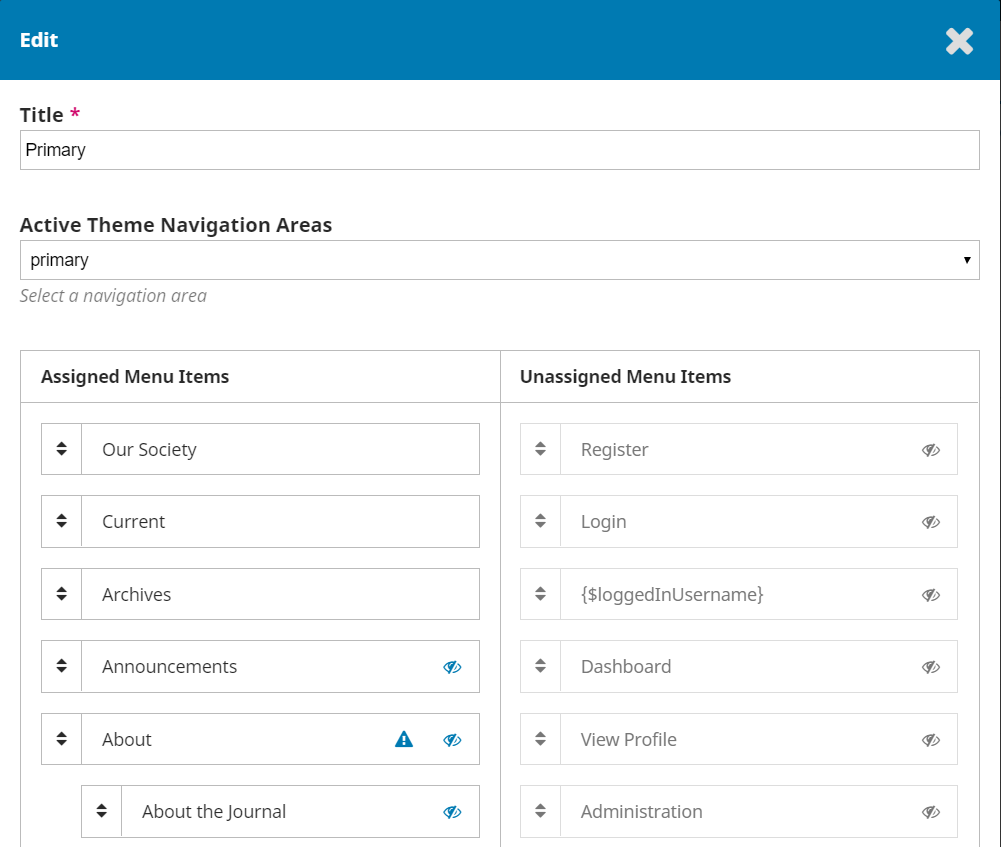 Edit
Title *
Primary
Active Theme Navigation Areas
primary
Select a navigation area
Assigned Menu Items
Our Society
Current
Archives
Announcements
About
About the Journal
Unassigned Menu Items
Register
Login
{$loggedInUsername}
Dashboard
View Profile
Administration